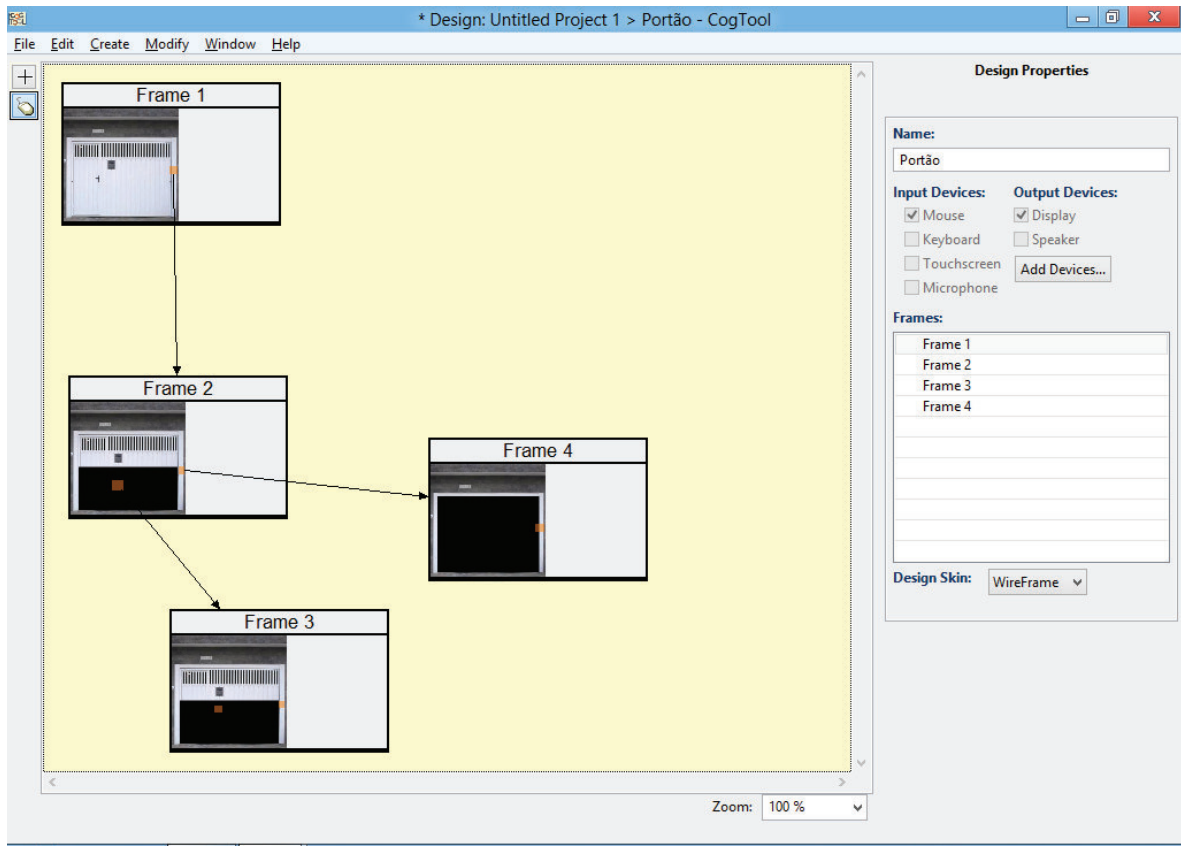 * Design: Untitled Project 1 > Portão - CogTool
File Edit Create Modify Window Help
Frame 1
Frame 2
Frame 4
Frame 3
Zoom: 100 %
Design Properties
Name:
Portão
Input Devices: Output Devices:
Mouse Display
Keyboard Speaker
Touchscreen Add Devices...
Microphone
Frames:
Frame 1
Frame 2
Frame 3
Frame 4
Design Skin: WireFrame